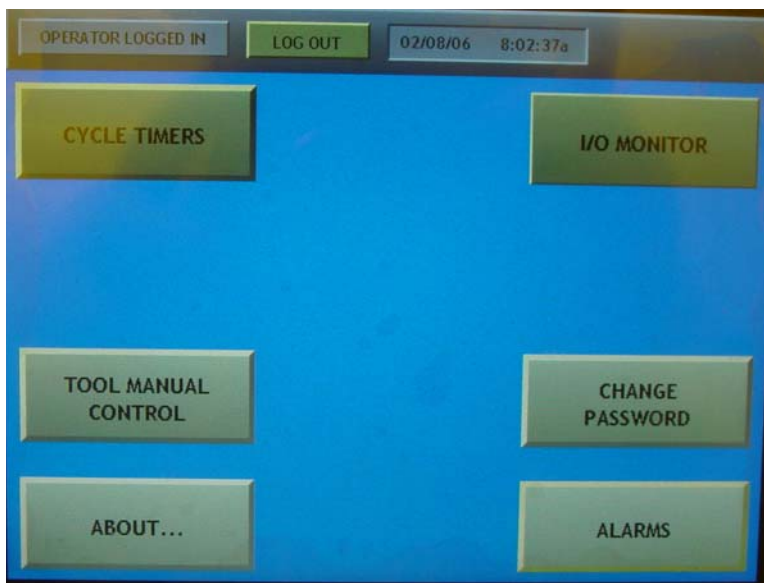 OPERATOR LOGGED IN
LOG OUT
02/08/06 8:02:37a
CYCLE TIMERS
I/O MONITOR
TOOL MANUAL
CONTROL
CHANGE
PASSWORD
ABOUT...
ALARMS